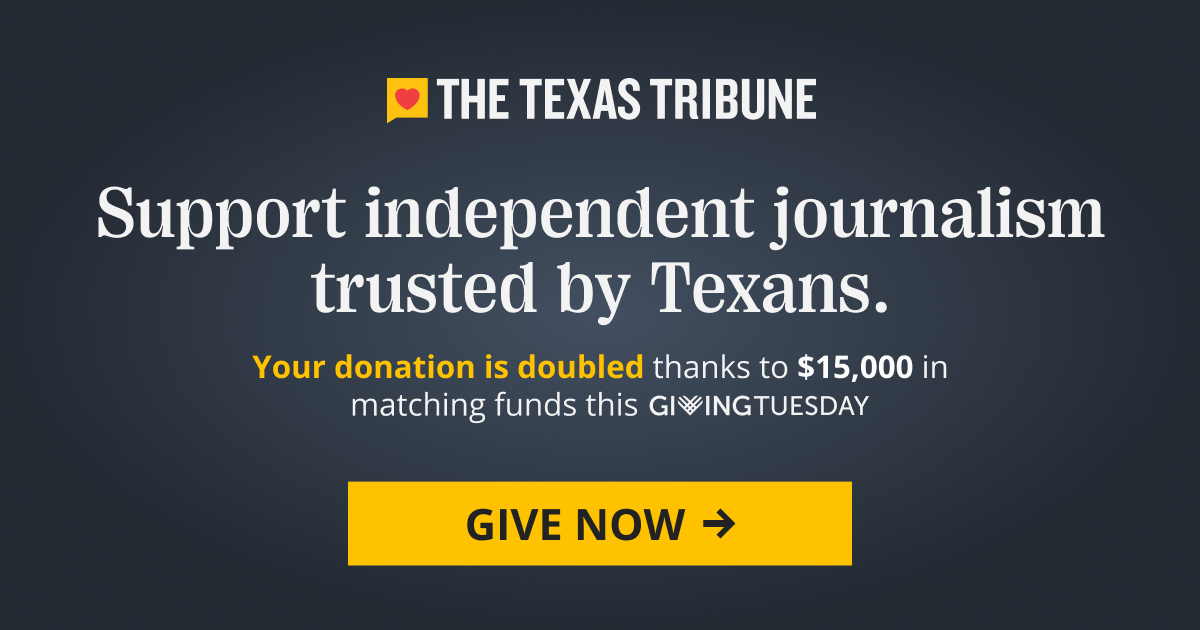 THE TEXAS TRIBUNE
Support independent journalism
trusted by Texans.
Your donation is doubled thanks to $15,000 in
matching funds this GIVINGTUESDAY
GIVE NOW →